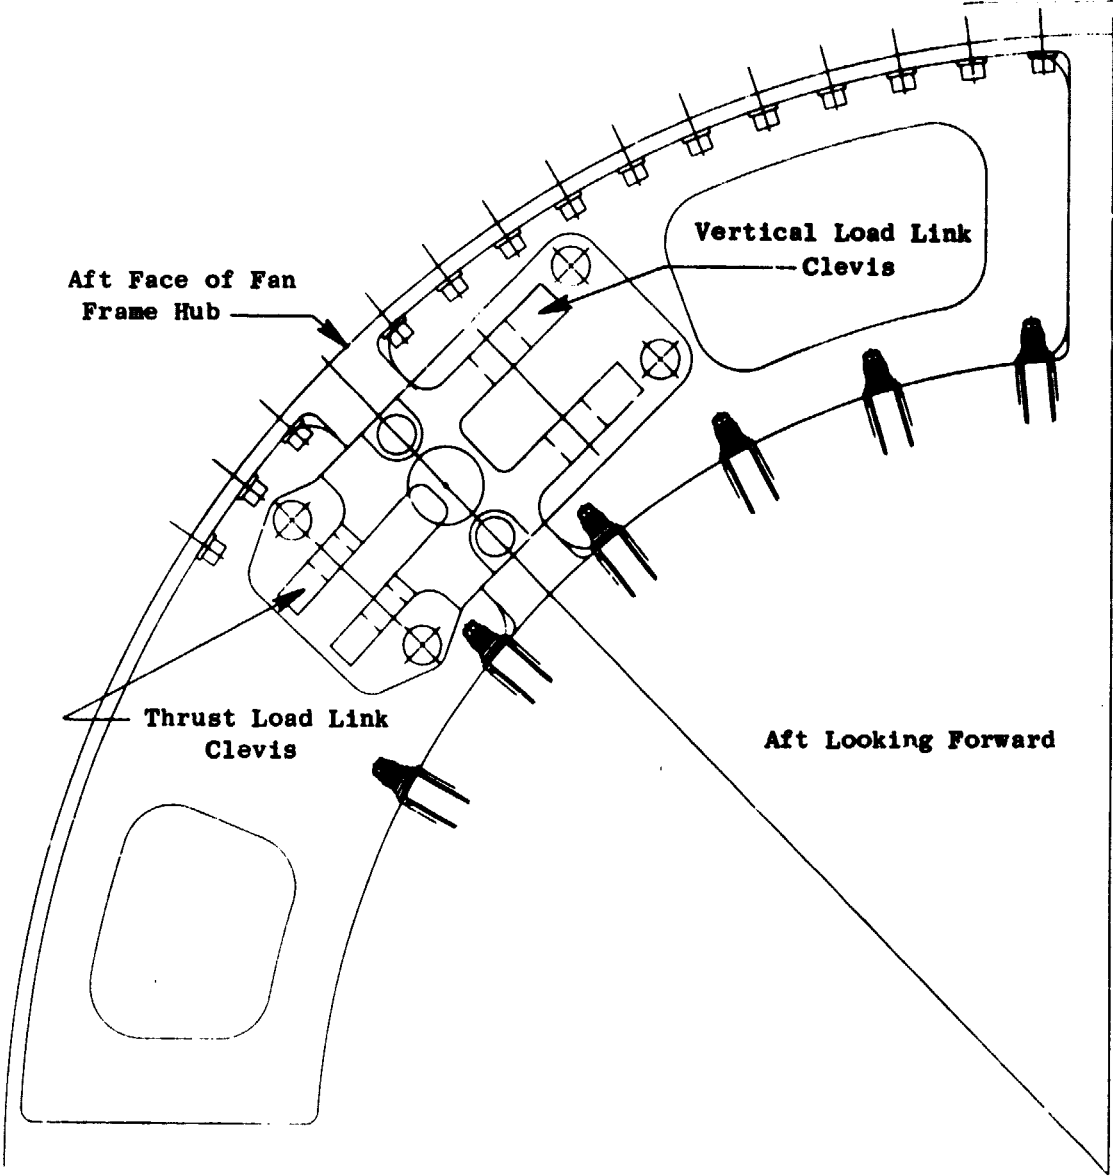 Vertical Load Link
Clevis
Aft Face of Fan
Frame Hub
Thrust Load Link
Clevis
Aft Looking Forward